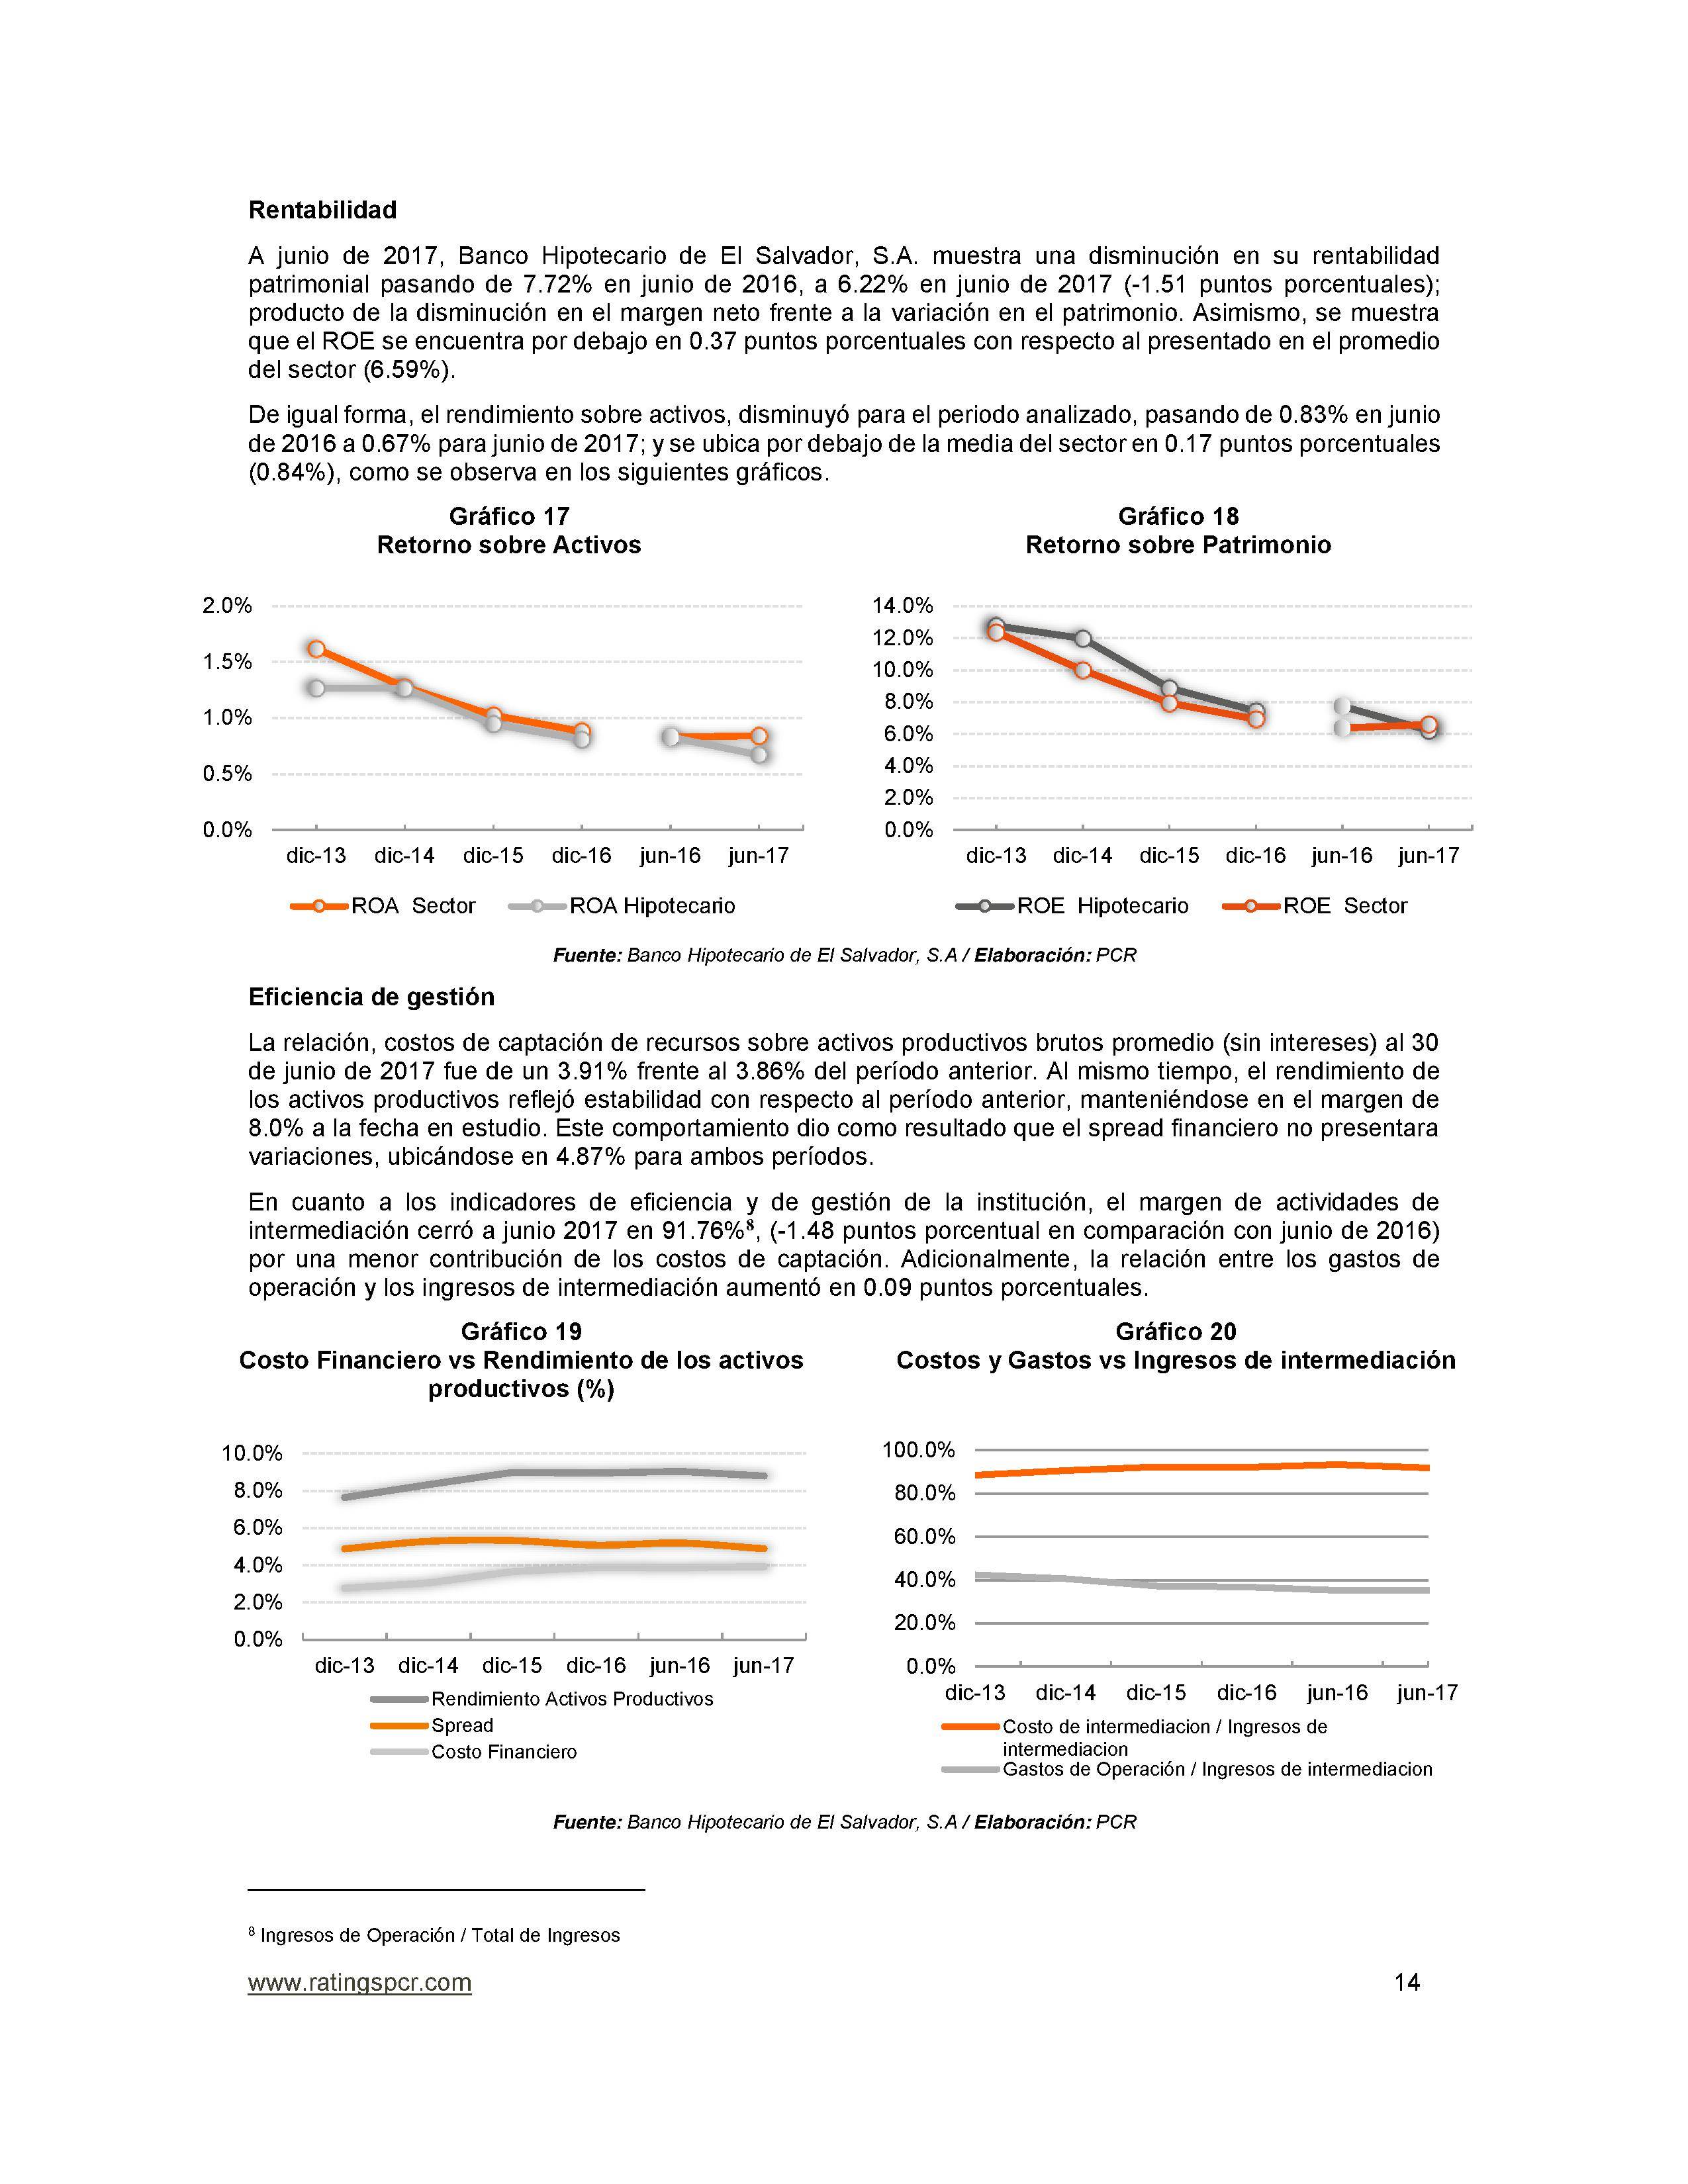 Rentabilidad
A junio de 2017, Banco Hipotecario de El Salvador, S.A. muestra una disminución en su rentabilidad
patrimonial pasando de 7.72% en junio de 2016, a 6.22% en junio de 2017 (-1.51 puntos porcentuales);
producto de la disminución en el margen neto frente a la variación en el patrimonio. Asimismo, se muestra
que el ROE se encuentra por debajo en 0.37 puntos porcentuales con respecto al presentado en el promedio
del sector (6.59%).
De igual forma, el rendimiento sobre activos, disminuyó para el periodo analizado, pasando de 0.83% en junio
de 2016 a 0.67% para junio de 2017; y se ubica por debajo de la media del sector en 0.17 puntos porcentuales
(0.84%), como se observa en los siguientes gráficos.
Gráfico 17
Retorno sobre Activos
2.0%
1.5%
1.0%
0.5%
0.0%
dic-13 dic-14 dic-15 dic-16 jun-16 jun-17
ROA Sector ROA Hipotecario
Gráfico 18
Retorno sobre Patrimonio
14.0%
12.0%
10.0%
8.0%
6.0%
4.0%
2.0%
0.0%
dic-13 dic-14 dic-15 dic-16 jun-16 jun-17
ROE Hipotecario ROE Sector
Fuente: Banco Hipotecario de El Salvador, S.A / Elaboración: PCR
Eficiencia de gestión
La relación, costos de captación de recursos sobre activos productivos brutos promedio (sin intereses) al 30
de junio de 2017 fue de un 3.91% frente al 3.86% del período anterior. Al mismo tiempo, el rendimiento de
los activos productivos reflejó estabilidad con respecto al período anterior, manteniéndose en el margen de
8.0% a la fecha en estudio. Este comportamiento dio como resultado que el spread financiero no presentara
variaciones, ubicándose en 4.87% para ambos períodos.
En cuanto a los indicadores de eficiencia y de gestión de la institución, el margen de actividades de
intermediación cerró a junio 2017 en 91.76%⁸, (-1.48 puntos porcentual en comparación con junio de 2016)
por una menor contribución de los costos de captación. Adicionalmente, la relación entre los gastos de
operación y los ingresos de intermediación aumentó en 0.09 puntos porcentuales.
Gráfico 19
Costo Financiero vs Rendimiento de los activos
productivos (%)
10.0%
8.0%
6.0%
4.0%
2.0%
0.0%
dic-13 dic-14 dic-15 dic-16 jun-16 jun-17
Rendimiento Activos Productivos
Spread
Costo Financiero
Gráfico 20
Costos y Gastos vs Ingresos de intermediación
100.0%
80.0%
60.0%
40.0%
20.0%
0.0%
dic-13 dic-14 dic-15 dic-16 jun-16 jun-17
Costo de intermediacion / Ingresos de
intermediacion
Gastos de Operación / Ingresos de intermediacion
Fuente: Banco Hipotecario de El Salvador, S.A / Elaboración: PCR
⁸ Ingresos de Operación / Total de Ingresos
www.ratingspcr.com 14